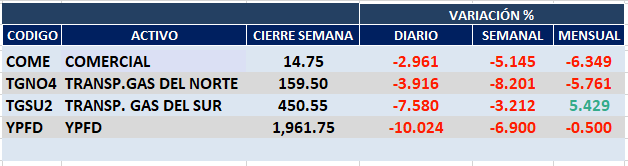 VARIACIÓN %
CODIGO ACTIVO CIERRE SEMANA DIARIO SEMANAL MENSUAL
COME COMERCIAL 14.75 -2.961 -5.145 -6.349
TGNO4 TRANSP.GAS DEL NORTE 159.50 -3.916 -8.201 -5.761
TGSU2 TRANSP. GAS DEL SUR 450.55 -7.580 -3.212 5.429
YPFD YPFD 1,961.75 -10.024 -6.900 -0.500